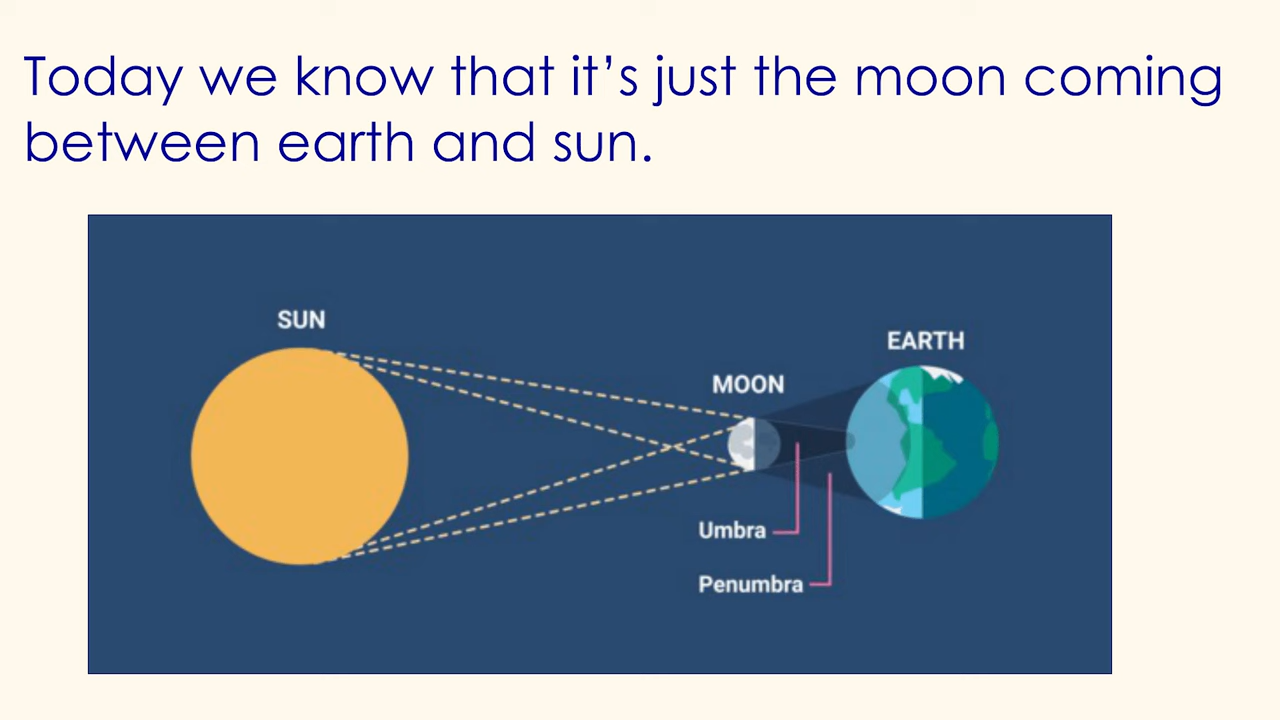 Today we know that it’s just the moon coming
between earth and sun.
SUN
EARTH
MOON
Umbra
Penumbra